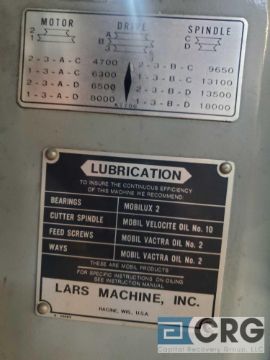 MOTOR DRIVE SPINDLE
2
1
A
B
C
D
2-3-A-C 4700 2-3-B-C 9650
1-3-A-C 6300 1-3-B-C 13100
2-3-A-D 6500 2-3-B-D 13500
1-3-A-D 8000 1-3-B-D 18000
LUBRICATION
TO INSURE THE CONTINUOUS EFFICIENCY
OF THIS MACHINE WE RECOMMEND:
BEARINGS MOBILUX 2
CUTTER SPINDLE MOBIL VELOCITE OIL No. 10
FEED SCREWS MOBIL VACTRA OIL No. 2
WAYS MOBIL VACTRA OIL No. 2
THESE ARE MOBIL PRODUCTS
FOR SPECIFIC INSTRUCTIONS ON OILING
SEE INSTRUCTION MANUAL
LARS MACHINE, INC.
RACINE, WIS., U.S.A.
CRG
Capital Recovery Group, LLC